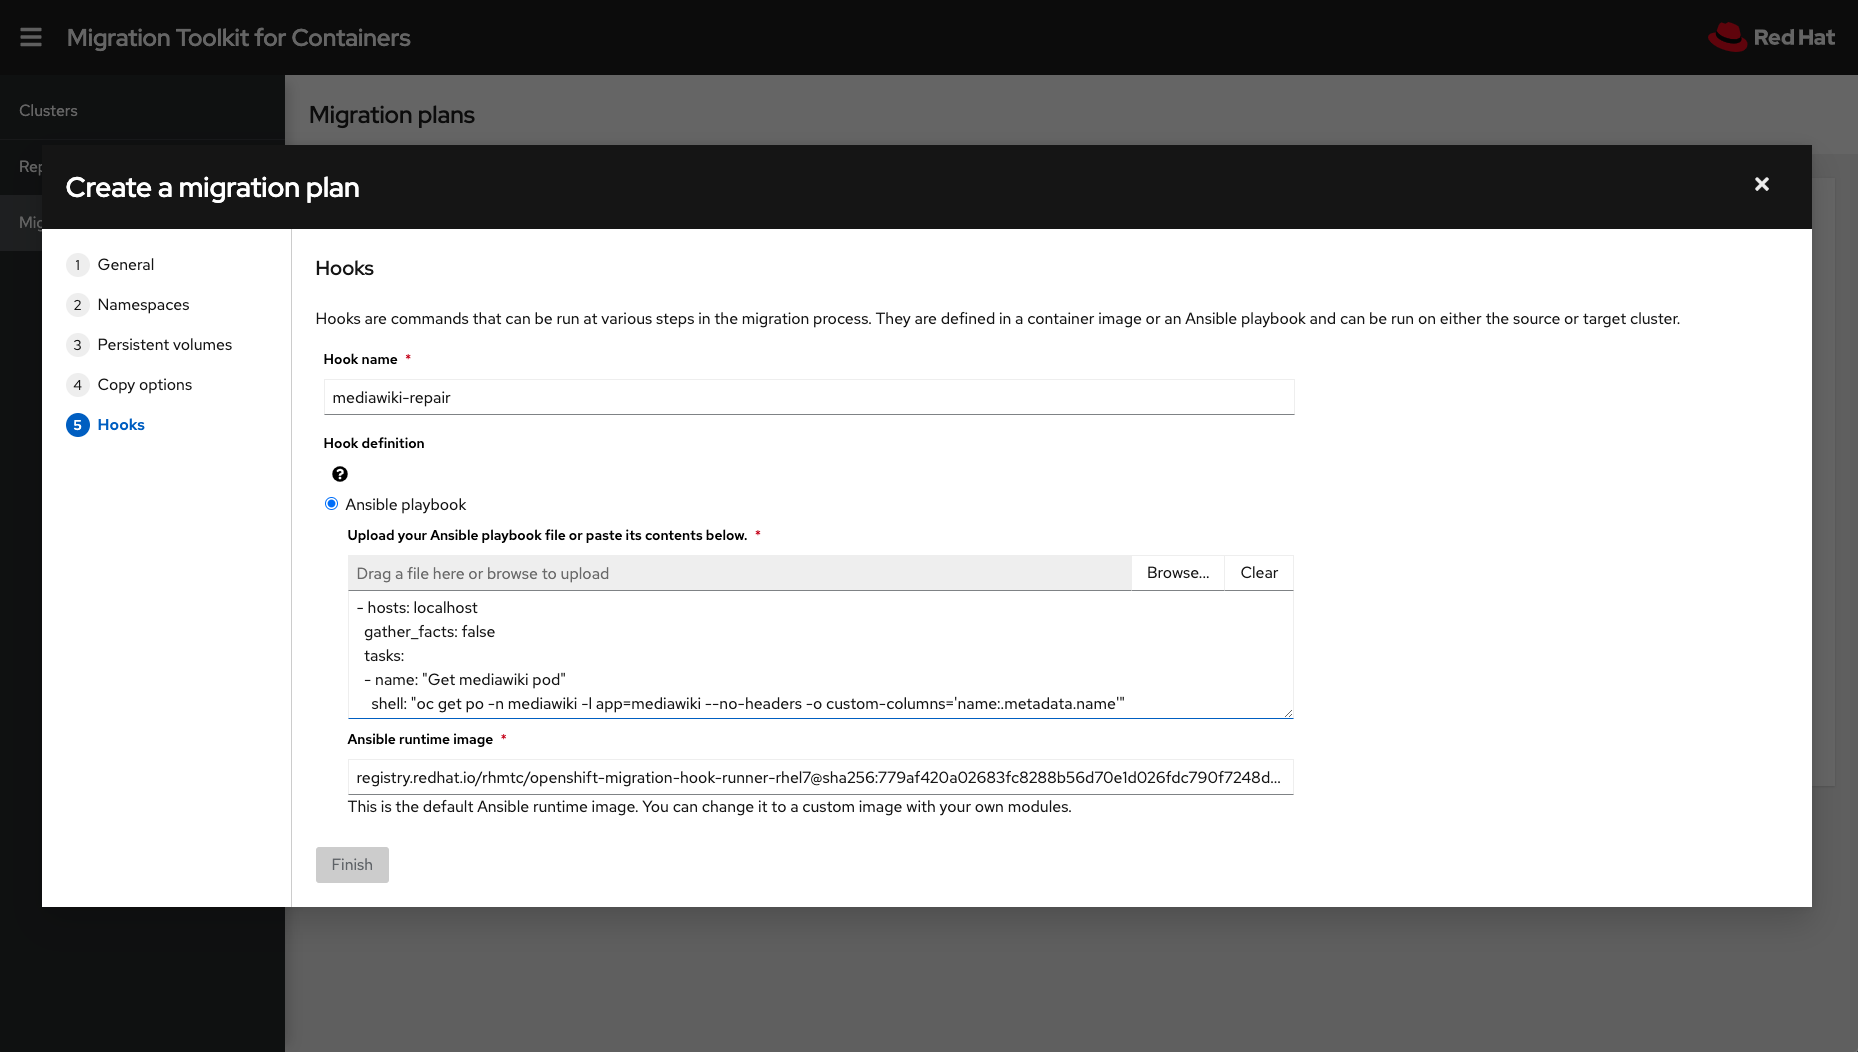 Migration Toolkit for Containers
Red Hat
Clusters
Migration plans
Rep
Mig
Create a migration plan
1 General
2 Namespaces
3 Persistent volumes
4 Copy options
5 Hooks
Hooks
Hooks are commands that can be run at various steps in the migration process. They are defined in a container image or an Ansible playbook and can be run on either the source or target cluster.
Hook name *
mediawiki-repair
Hook definition
?
Ansible playbook
Upload your Ansible playbook file or paste its contents below. *
Drag a file here or browse to upload Browse... Clear
- hosts: localhost
gather_facts: false
tasks:
- name: "Get mediawiki pod"
shell: "oc get po -n mediawiki -l app=mediawiki --no-headers -o custom-columns='name:.metadata.name'"
Ansible runtime image *
registry.redhat.io/rhmtc/openshift-migration-hook-runner-rhel7@sha256:779af420a02683fc8288b56d70e1d026fdc790f7248d...
This is the default Ansible runtime image. You can change it to a custom image with your own modules.
Finish